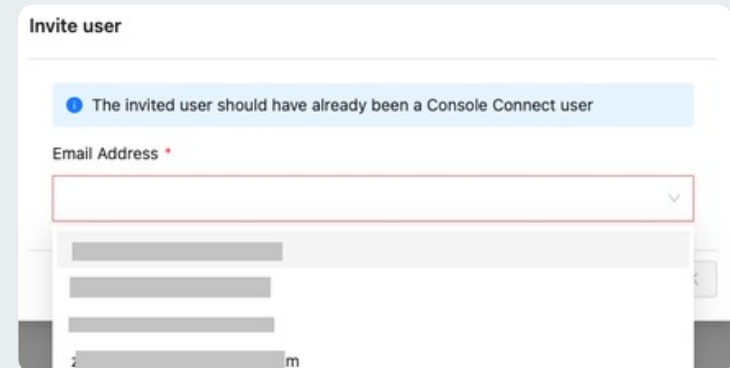 Invite user
The invited user should have already been a Console Connect user
Email Address *